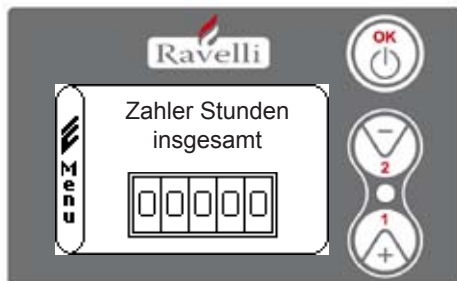 Ravelli
OK
Menu
Zahler Stunden
insgesamt
00000
−
2
1
+